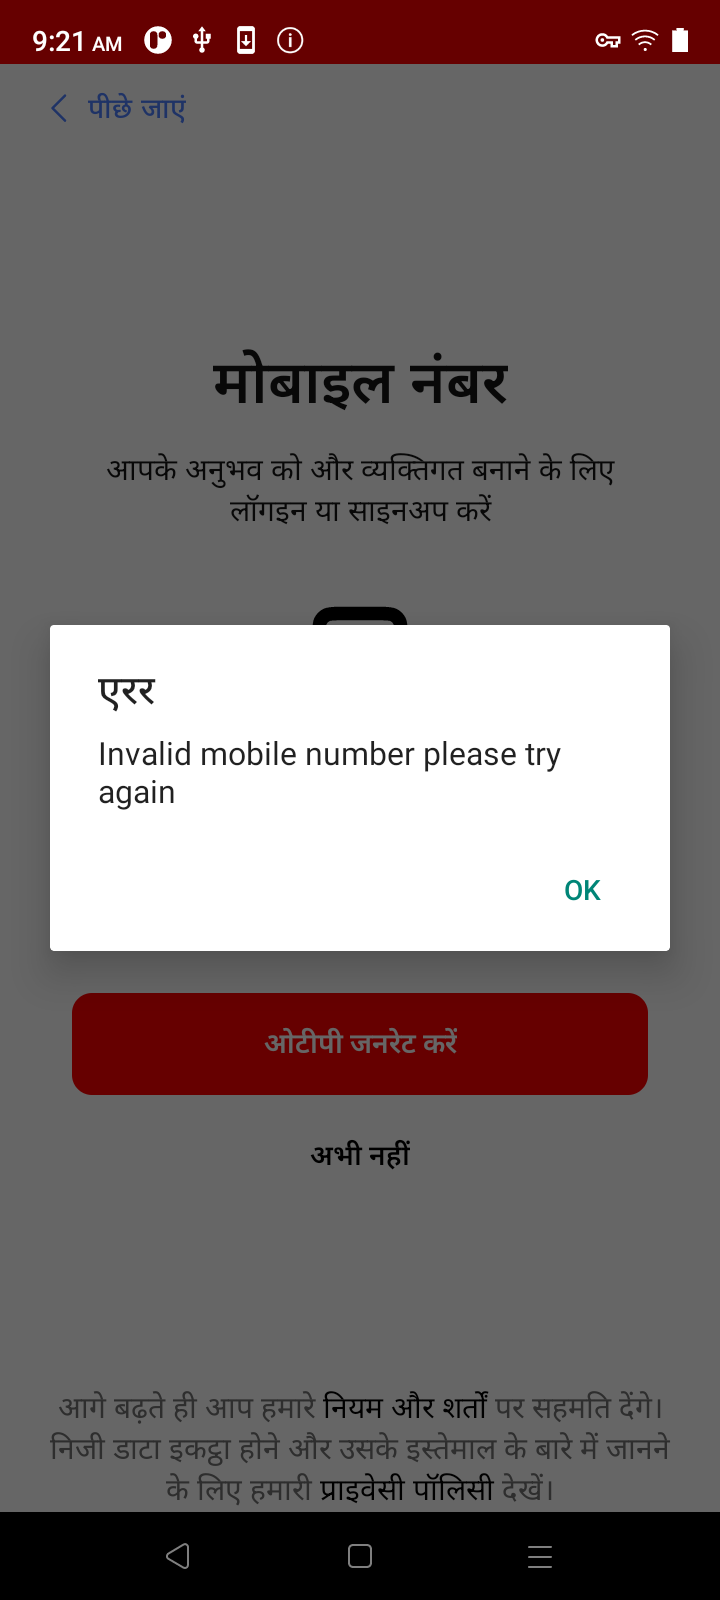 9:21 AM
पीछे जाएं
मोबाइल नंबर
आपके अनुभव को और व्यक्तिगत बनाने के लिए
लॉगइन या साइनअप करें
एरर
Invalid mobile number please try
again
OK
ओटीपी जनरेट करें
अभी नहीं
आगे बढ़ते ही आप हमारे नियम और शर्तों पर सहमति देंगे।
निजी डाटा इकट्ठा होने और उसके इस्तेमाल के बारे में जानने
के लिए हमारी प्राइवेसी पॉलिसी देखें।